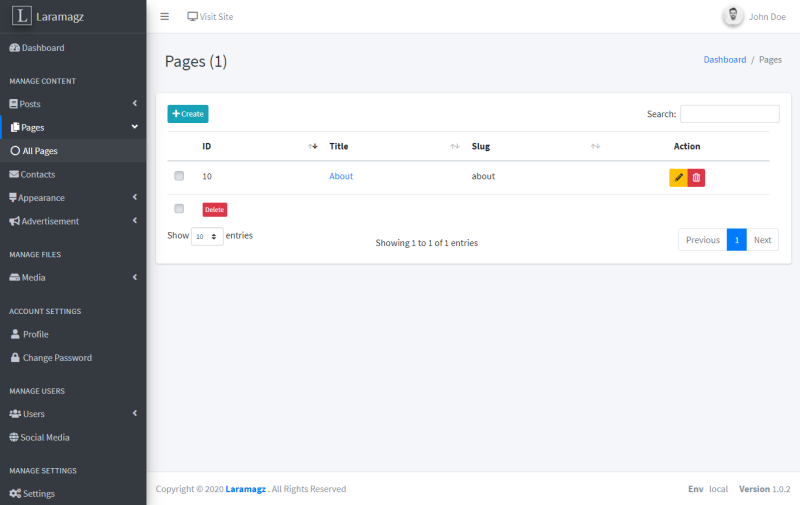 L Laramagz
Visit Site
John Doe
Dashboard
MANAGE CONTENT
Posts
Pages
All Pages
Contacts
Appearance
Advertisement
MANAGE FILES
Media
ACCOUNT SETTINGS
Profile
Change Password
MANAGE USERS
Users
Social Media
MANAGE SETTINGS
Settings
Pages (1)
Dashboard / Pages
Create
Search:
ID Title Slug Action
10 About about
Delete
Show 10 entries
Showing 1 to 1 of 1 entries
Previous 1 Next
Copyright © 2020 Laramagz . All Rights Reserved
Env local Version 1.0.2